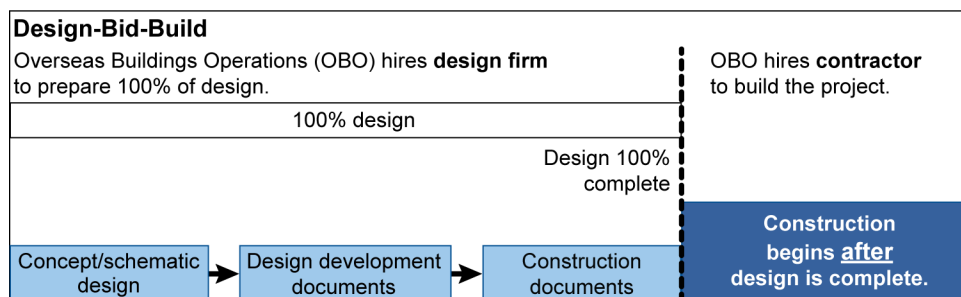 Design-Bid-Build
Overseas Buildings Operations (OBO) hires design firm
to prepare 100% of design.
OBO hires contractor
to build the project.
100% design
Design 100%
complete
Concept/schematic
design
Design development
documents
Construction
documents
Construction
begins after
design is complete.